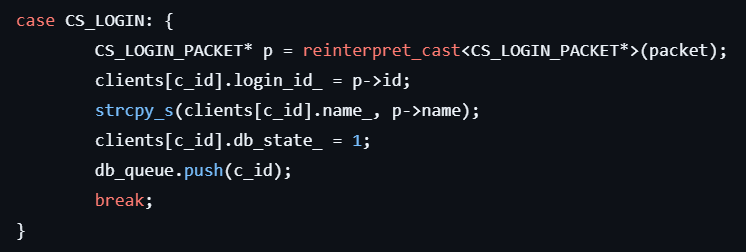 case CS_LOGIN: {
        CS_LOGIN_PACKET* p = reinterpret_cast<CS_LOGIN_PACKET*>(packet);
        clients[c_id].login_id_ = p->id;
        strcpy_s(clients[c_id].name_, p->name);
        clients[c_id].db_state_ = 1;
        db_queue.push(c_id);
        break;
}